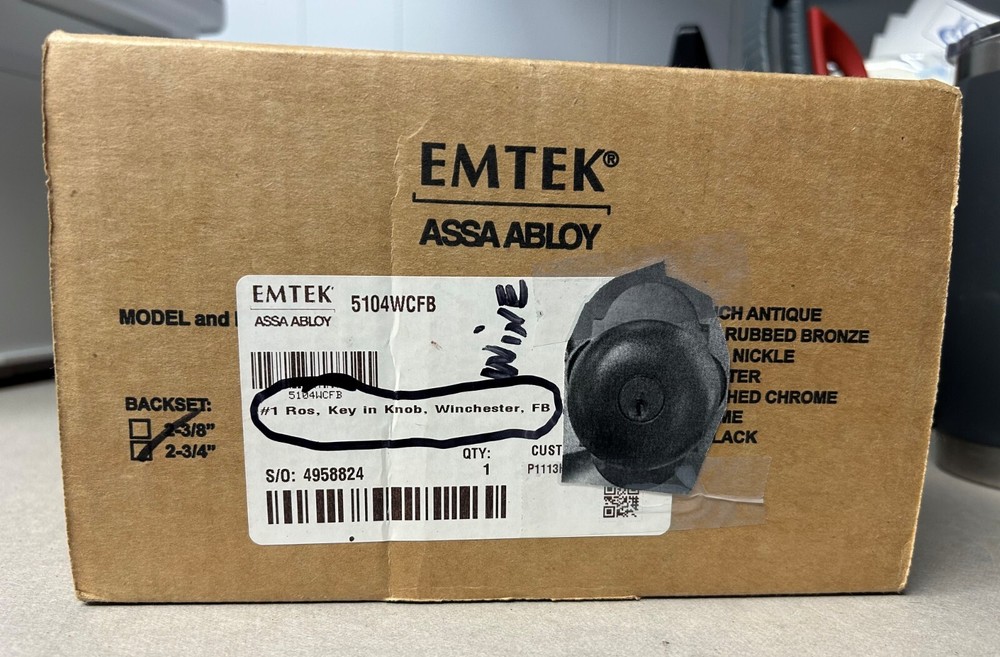 EMTEK®
ASSA ABLOY
MODEL and
EMTEK
ASSA ABLOY
5104WCFB
WINE
5104WCFB
#1 Ros, Key in Knob, Winchester, FB
S/O: 4958824
QTY:
1
CUST
P1113
BACKSET:
2-3/8"
2-3/4"
CH ANTIQUE
RUBBED BRONZE
NICKLE
TER
HED CHROME
ME
LACK